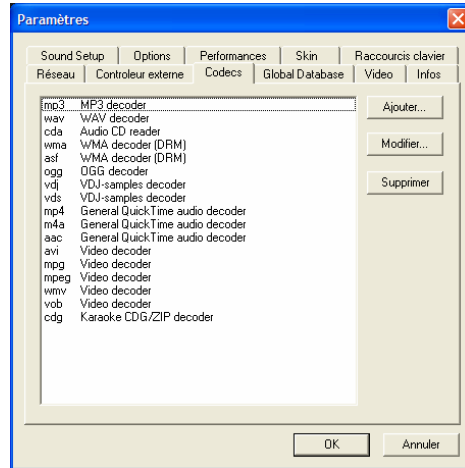 Paramètres
Sound Setup Options Performances Skin Raccourcis clavier
Réseau Controleur externe Codecs Global Database Video Infos
mp3 MP3 decoder
wav WAV decoder
cda Audio CD reader
wma WMA decoder (DRM)
asf WMA decoder (DRM)
ogg OGG decoder
vdj VDJ-samples decoder
vds VDJ-samples decoder
mp4 General QuickTime audio decoder
m4a General QuickTime audio decoder
aac General QuickTime audio decoder
avi Video decoder
mpg Video decoder
mpeg Video decoder
wmv Video decoder
vob Video decoder
cdg Karaoke CDG/ZIP decoder
Ajouter...
Modifier...
Supprimer
OK Annuler